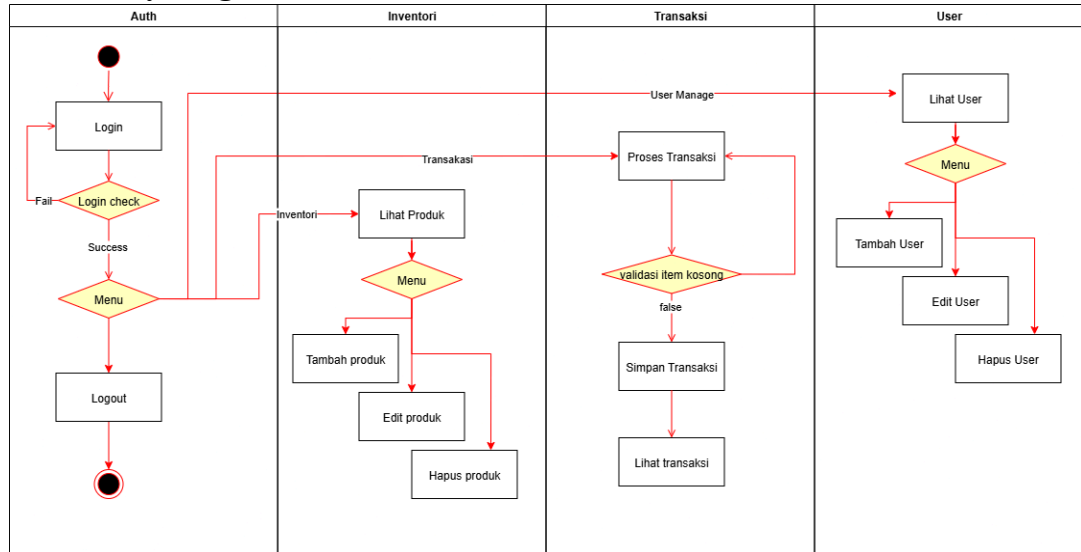 Auth
Inventori
Transaksi
User
Login
Fail
Login check
Success
Menu
Logout
Inventori
Lihat Produk
Menu
Tambah produk
Edit produk
Hapus produk
Transakasi
Proses Transaksi
validasi item kosong
false
Simpan Transaksi
Lihat transaksi
User Manage
Lihat User
Menu
Tambah User
Edit User
Hapus User